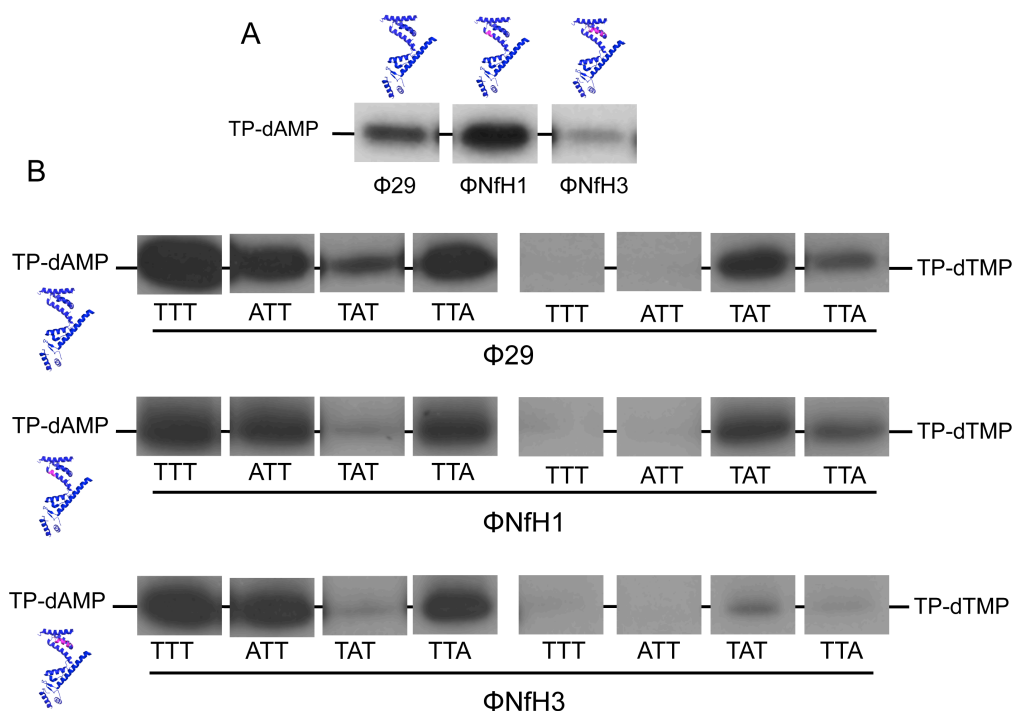 A
TP-dAMP
Φ29 ΦNfH1 ΦNfH3
B
TP-dAMP TP-dTMP
TTT ATT TAT TTA TTT ATT TAT TTA
Φ29
TP-dAMP TP-dTMP
TTT ATT TAT TTA TTT ATT TAT TTA
ΦNfH1
TP-dAMP TP-dTMP
TTT ATT TAT TTA TTT ATT TAT TTA
ΦNfH3